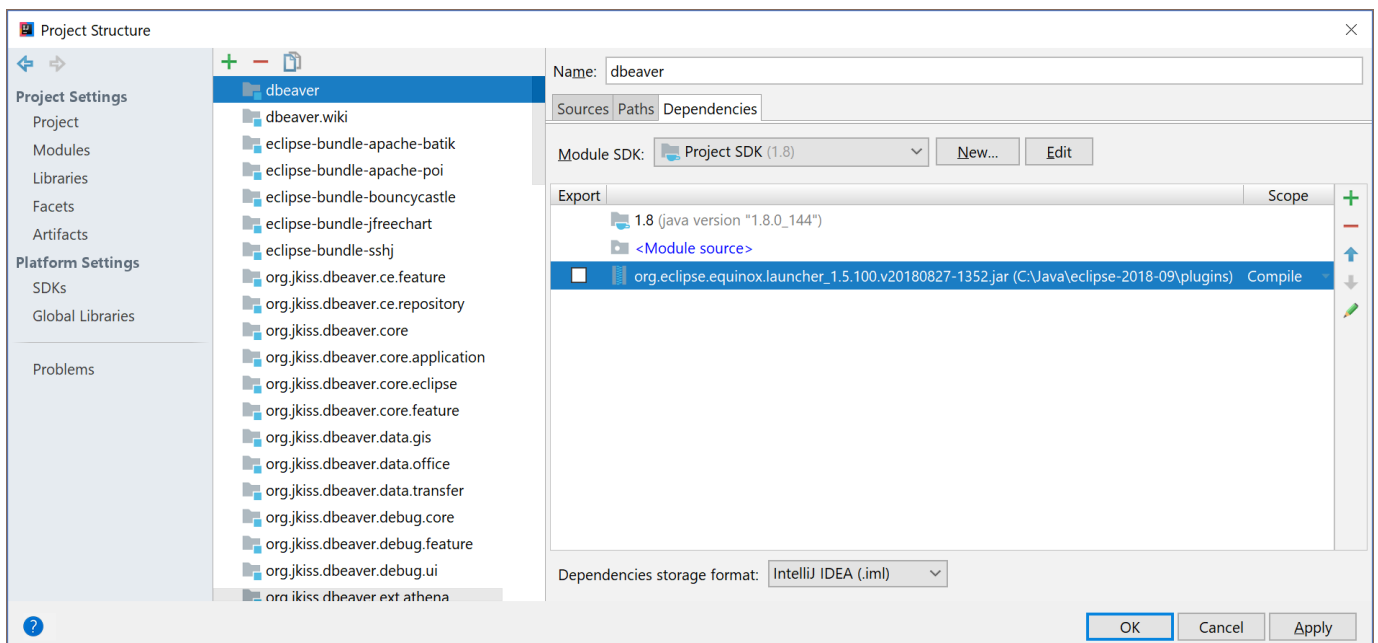 Project Structure
Project Settings
Project
Modules
Libraries
Facets
Artifacts
Platform Settings
SDKs
Global Libraries
Problems
dbeaver
dbeaver.wiki
eclipse-bundle-apache-batik
eclipse-bundle-apache-poi
eclipse-bundle-bouncycastle
eclipse-bundle-jfreechart
eclipse-bundle-sshj
org.jkiss.dbeaver.ce.feature
org.jkiss.dbeaver.ce.repository
org.jkiss.dbeaver.core
org.jkiss.dbeaver.core.application
org.jkiss.dbeaver.core.eclipse
org.jkiss.dbeaver.core.feature
org.jkiss.dbeaver.data.gis
org.jkiss.dbeaver.data.office
org.jkiss.dbeaver.data.transfer
org.jkiss.dbeaver.debug.core
org.jkiss.dbeaver.debug.feature
org.jkiss.dbeaver.debug.ui
org.jkiss.dbeaver.ext.athena
Name: dbeaver
Sources Paths Dependencies
Module SDK: Project SDK (1.8) New... Edit
Export Scope
1.8 (java version "1.8.0_144")
<Module source>
org.eclipse.equinox.launcher_1.5.100.v20180827-1352.jar (C:\Java\eclipse-2018-09\plugins) Compile
Dependencies storage format: IntelliJ IDEA (.iml)
? OK Cancel Apply